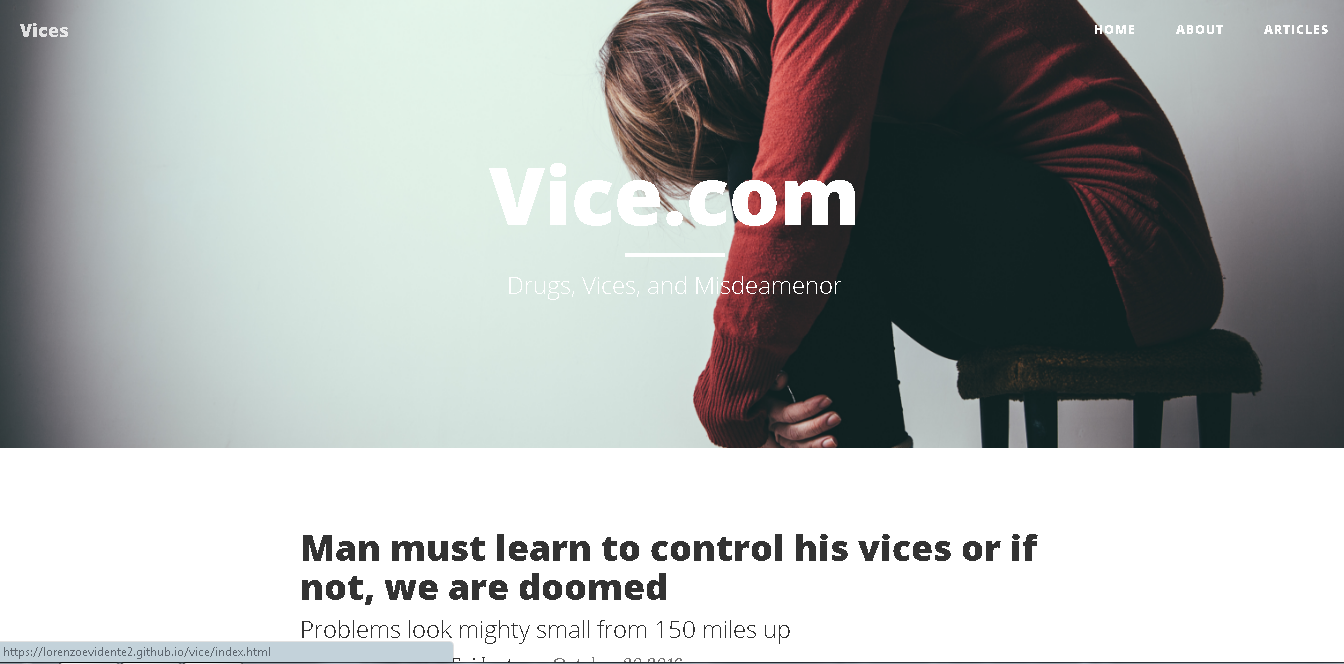 Vices
HOME ABOUT ARTICLES
Vice.com
Drugs, Vices, and Misdeamenor
Man must learn to control his vices or if
not, we are doomed
Problems look mighty small from 150 miles up
https://lorenzoevidente2.github.io/vice/index.html